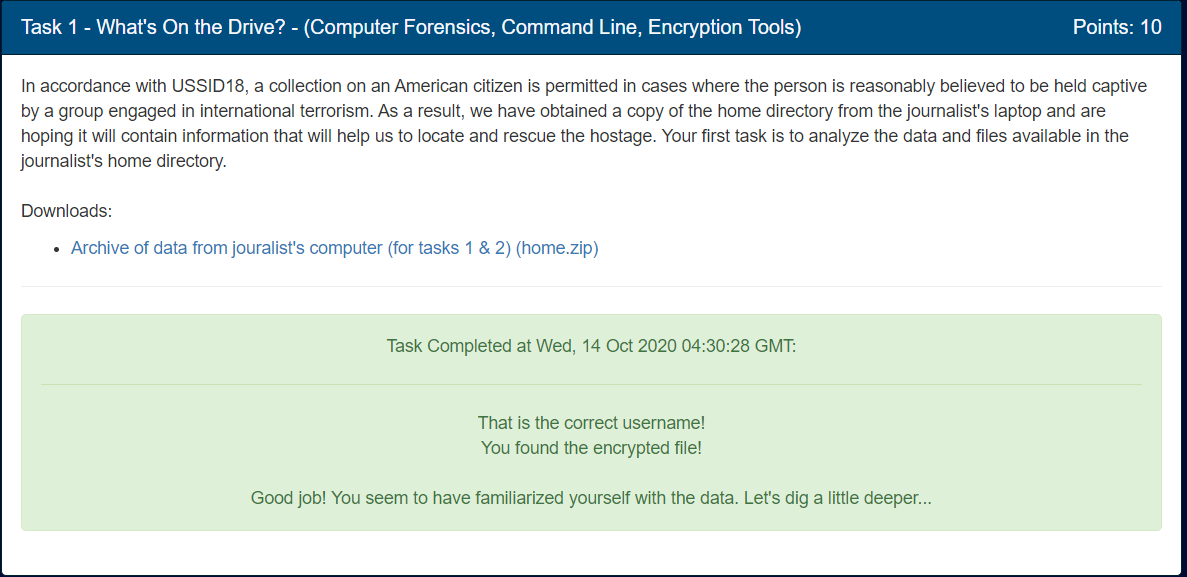 Task 1 - What's On the Drive? - (Computer Forensics, Command Line, Encryption Tools) Points: 10
In accordance with USSID18, a collection on an American citizen is permitted in cases where the person is reasonably believed to be held captive
by a group engaged in international terrorism. As a result, we have obtained a copy of the home directory from the journalist's laptop and are
hoping it will contain information that will help us to locate and rescue the hostage. Your first task is to analyze the data and files available in the
journalist's home directory.
Downloads:
• Archive of data from jouralist's computer (for tasks 1 & 2) (home.zip)
Task Completed at Wed, 14 Oct 2020 04:30:28 GMT:
That is the correct username!
You found the encrypted file!
Good job! You seem to have familiarized yourself with the data. Let's dig a little deeper...